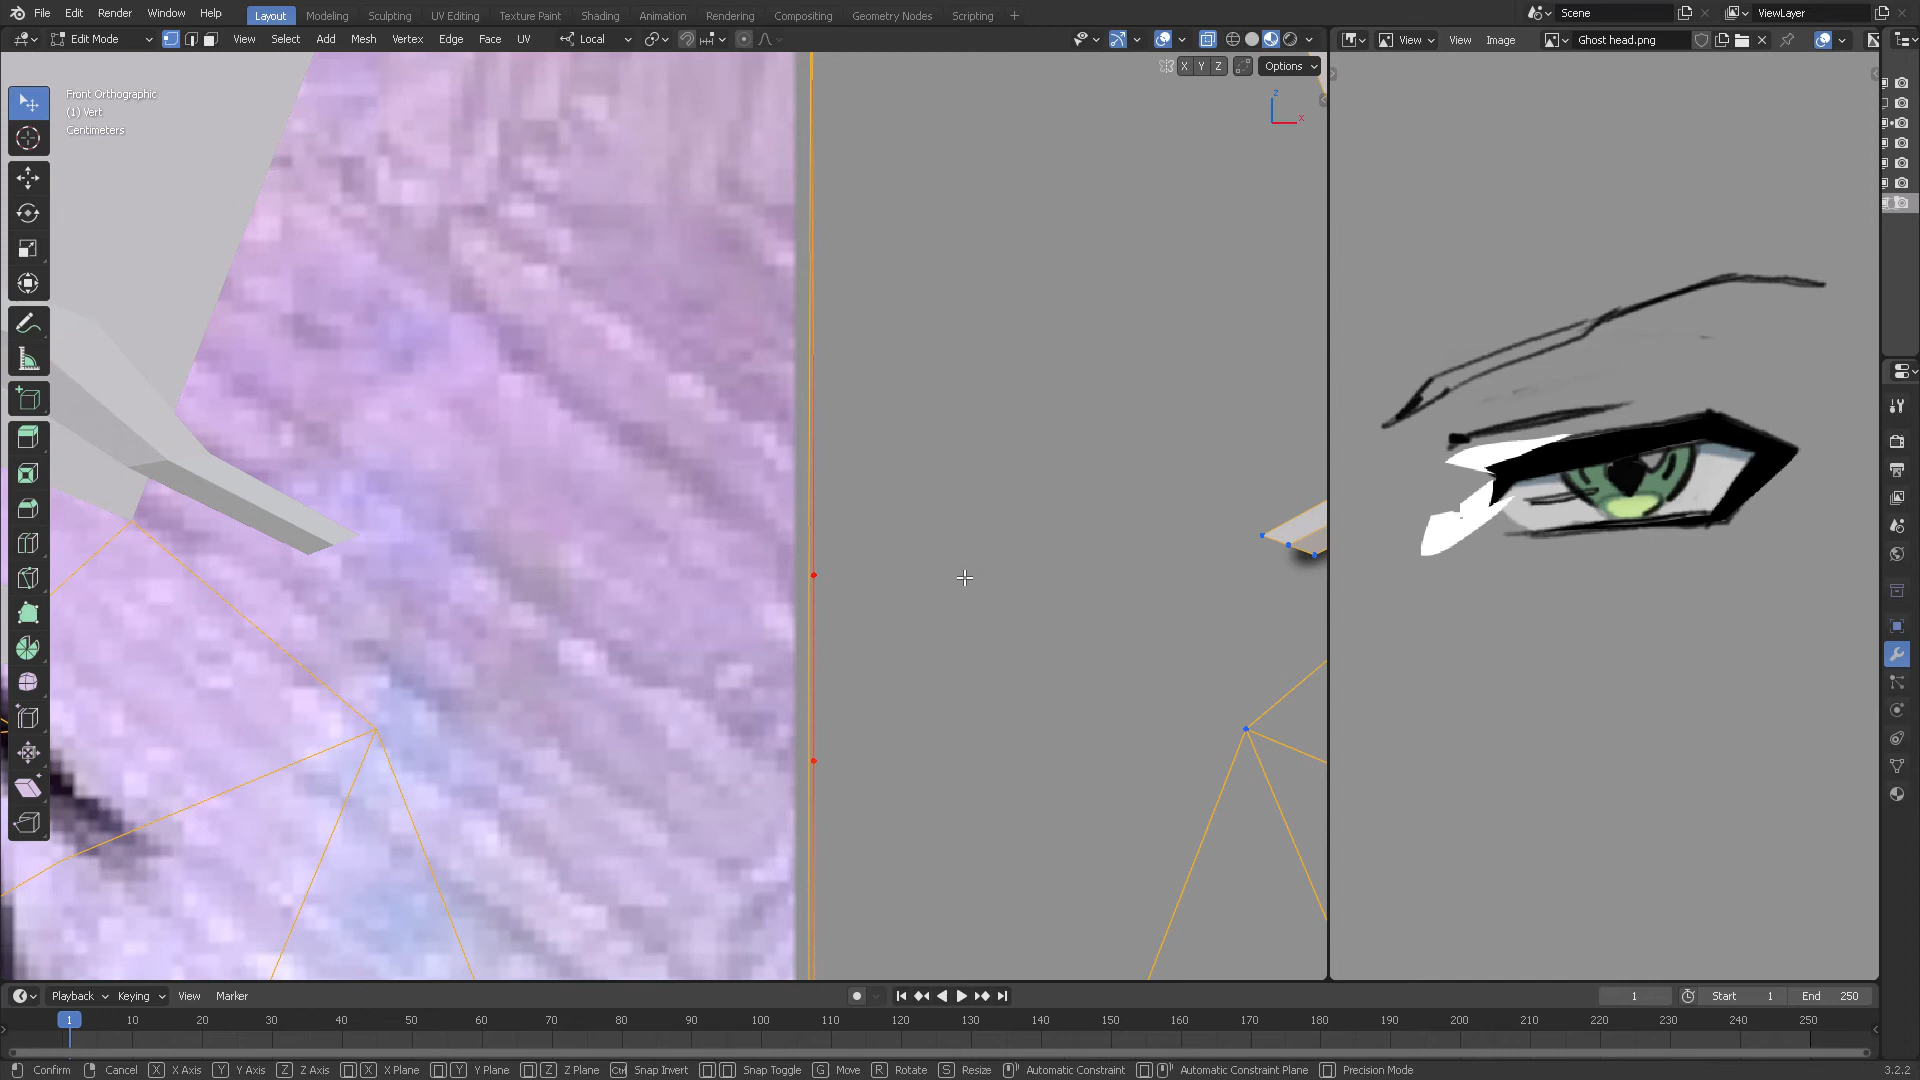 File Edit Render Window Help Layout Modeling Sculpting UV Editing Texture Paint Shading Animation Rendering Compositing Geometry Nodes Scripting Scene ViewLayer
Edit Mode View Select Add Mesh Vertex Edge Face UV Local View View Image Ghost head.png
X Y Z Options
Front Orthographic
(1) Vert
Centimeters
Z
X
Playback Keying View Marker 1 Start 1 End 250
1 10 20 30 40 50 60 70 80 90 100 110 120 130 140 150 160 170 180 190 200 210 220 230 240 250
Confirm Cancel X X Axis Y Y Axis Z Z Axis X X Plane Y Y Plane Z Z Plane Ctrl Snap Invert Snap Toggle G Move R Rotate S Resize Automatic Constraint Automatic Constraint Plane Precision Mode 3.2.2